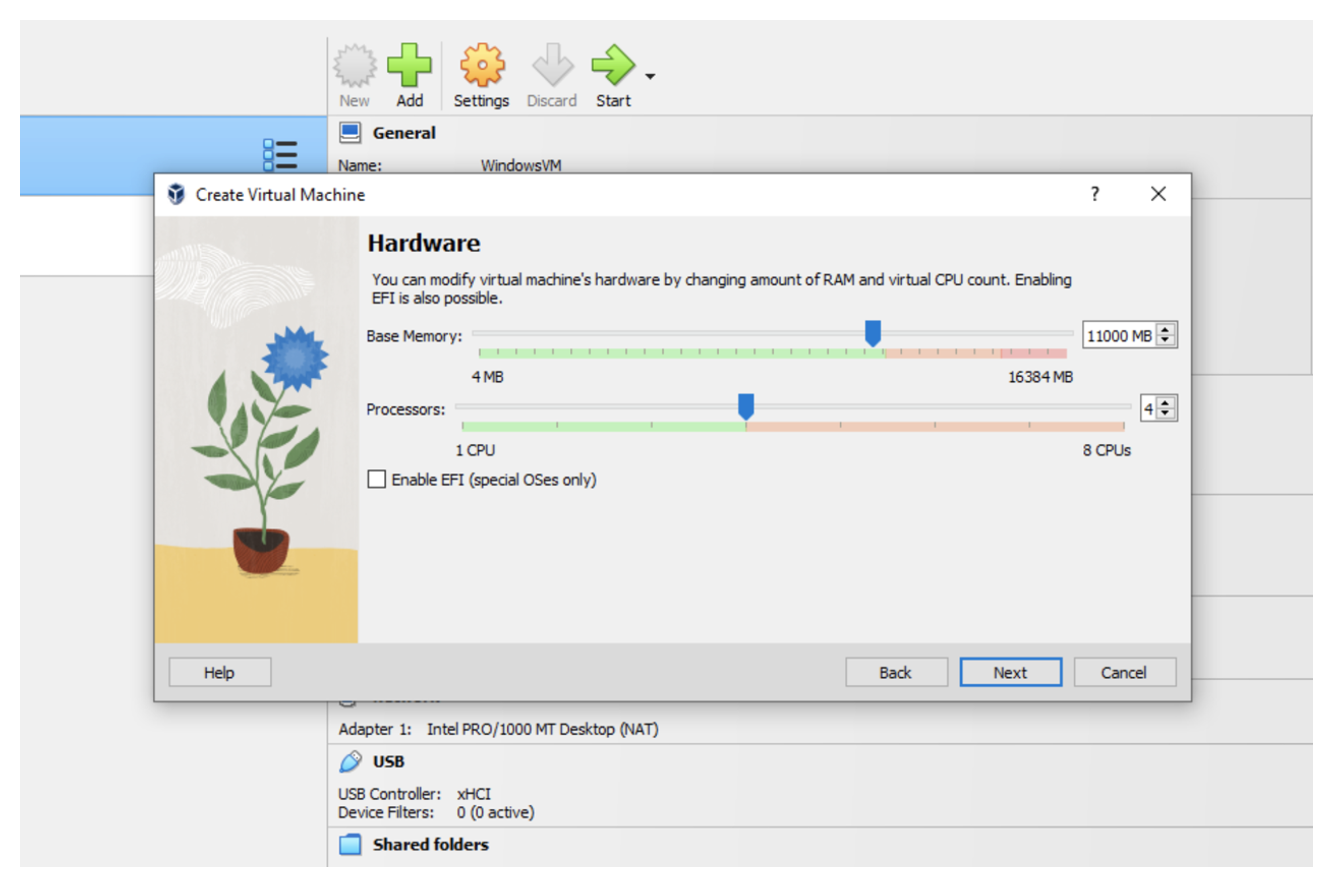 New Add Settings Discard Start
General
Name: WindowsVM
Create Virtual Machine ?
Hardware
You can modify virtual machine's hardware by changing amount of RAM and virtual CPU count. Enabling
EFI is also possible.
Base Memory: 11000 MB
4 MB 16384 MB
Processors: 4
1 CPU 8 CPUs
Enable EFI (special OSes only)
Help Back Next Cancel
Adapter 1: Intel PRO/1000 MT Desktop (NAT)
USB
USB Controller: xHCI
Device Filters: 0 (0 active)
Shared folders